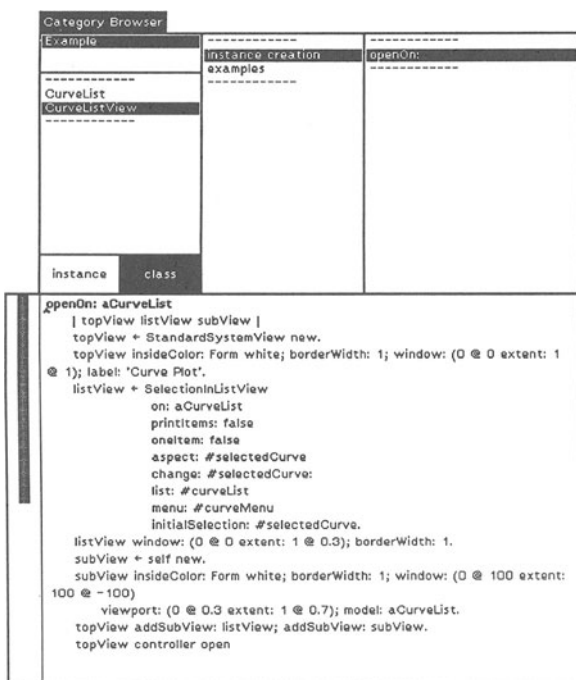 Category Browser
Example
------------
CurveList
CurveListView
------------
instance class
------------
instance creation
examples
------------
------------
openOn:
------------
openOn: aCurveList
| topView listView subView |
topView ← StandardSystemView new.
topView insideColor: Form white; borderWidth: 1; window: (0 @ 0 extent: 1
@ 1); label: 'Curve Plot'.
listView ← SelectionInListView
on: aCurveList
printItems: false
oneItem: false
aspect: #selectedCurve
change: #selectedCurve:
list: #curveList
menu: #curveMenu
initialSelection: #selectedCurve.
listView window: (0 @ 0 extent: 1 @ 0.3); borderWidth: 1.
subView ← self new.
subView insideColor: Form white; borderWidth: 1; window: (0 @ 100 extent:
100 @ -100)
viewport: (0 @ 0.3 extent: 1 @ 0.7); model: aCurveList.
topView addSubView: listView; addSubView: subView.
topView controller open